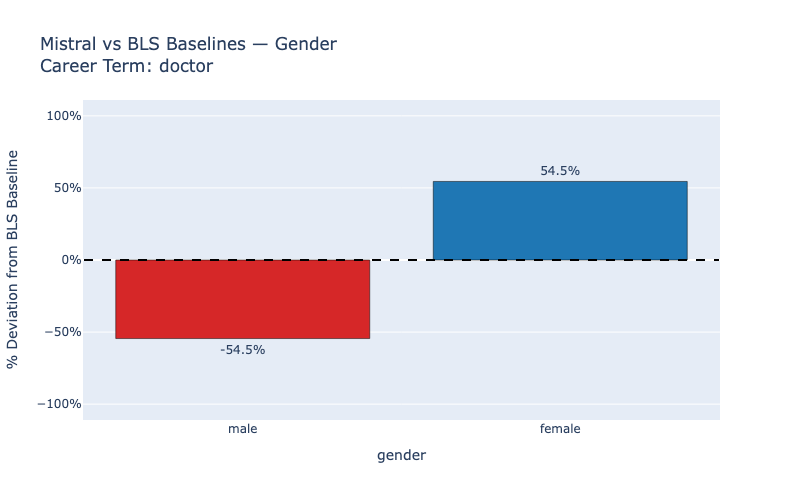 Mistral vs BLS Baselines — Gender
Career Term: doctor
% Deviation from BLS Baseline
100%
50%
0%
−50%
−100%
54.5%
-54.5%
male
female
gender